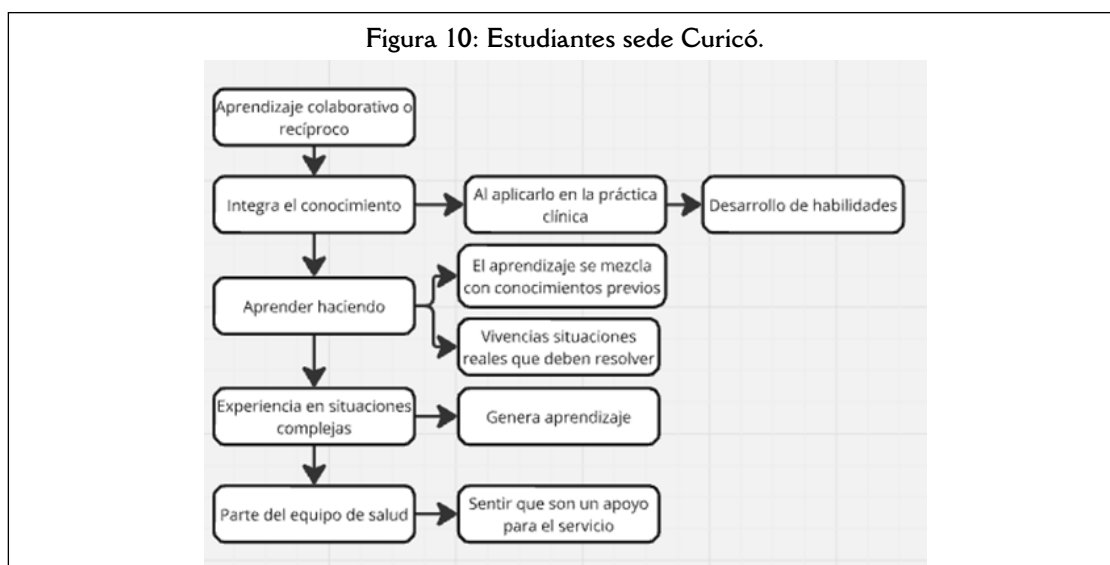 Figura 10: Estudiantes sede Curicó.
Aprendizaje colaborativo o
recíproco
Integra el conocimiento
Al aplicarlo en la práctica
clínica
Desarrollo de habilidades
Aprender haciendo
El aprendizaje se mezcla
con conocimientos previos
Vivencias situaciones
reales que deben resolver
Experiencia en situaciones
complejas
Genera aprendizaje
Parte del equipo de salud
Sentir que son un apoyo
para el servicio